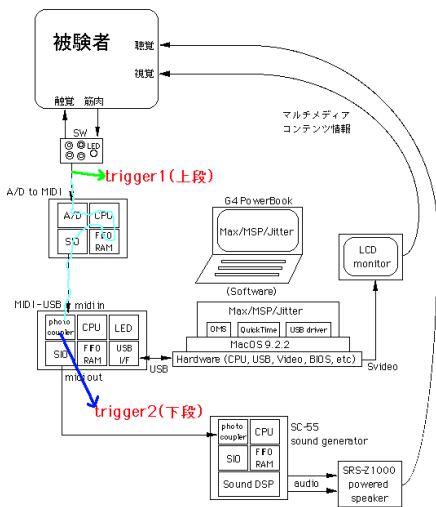 被験者
聴覚
視覚
触覚 筋肉
SW
LED
trigger1(上段)
マルチメディア
コンテンツ情報
A/D to MIDI
A/D CPU
SIO FIFO RAM
G4 PowerBook
Max/MSP/Jitter
(Software)
LCD
monitor
MIDI-USB midi in
photo coupler CPU LED
SIO FIFO RAM USB I/F
midi out
USB
Max/MSP/Jitter
OMS QuickTime USB driver
MacOS 9.2.2
Hardware (CPU, USB, Video, BIOS, etc)
Svideo
trigger2(下段)
photo coupler CPU
SIO FIFO RAM
Sound DSP
SC-55
sound generator
audio
SRS-Z1000
powered
speaker